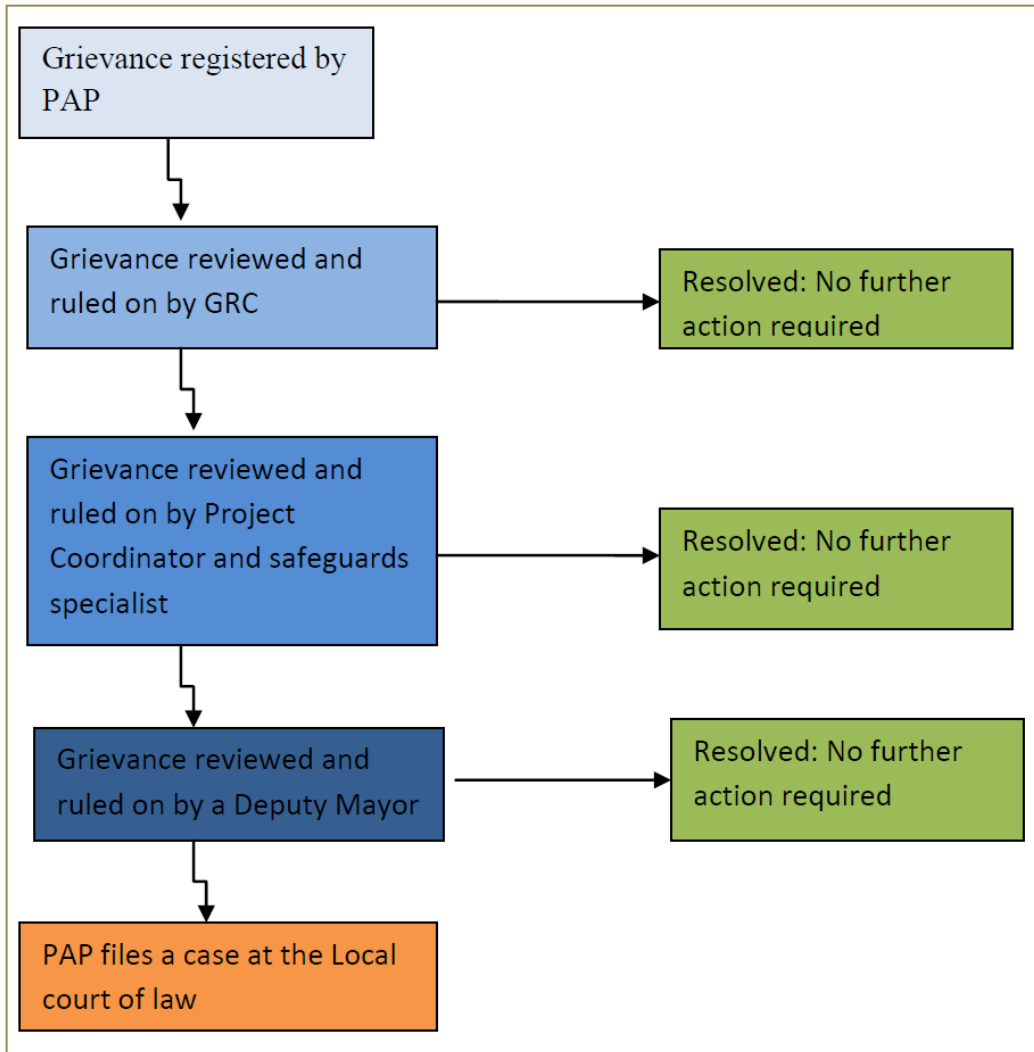 Grievance registered by
PAP
Grievance reviewed and
ruled on by GRC
Resolved: No further
action required
Grievance reviewed and
ruled on by Project
Coordinator and safeguards
specialist
Resolved: No further
action required
Grievance reviewed and
ruled on by a Deputy Mayor
Resolved: No further
action required
PAP files a case at the Local
court of law